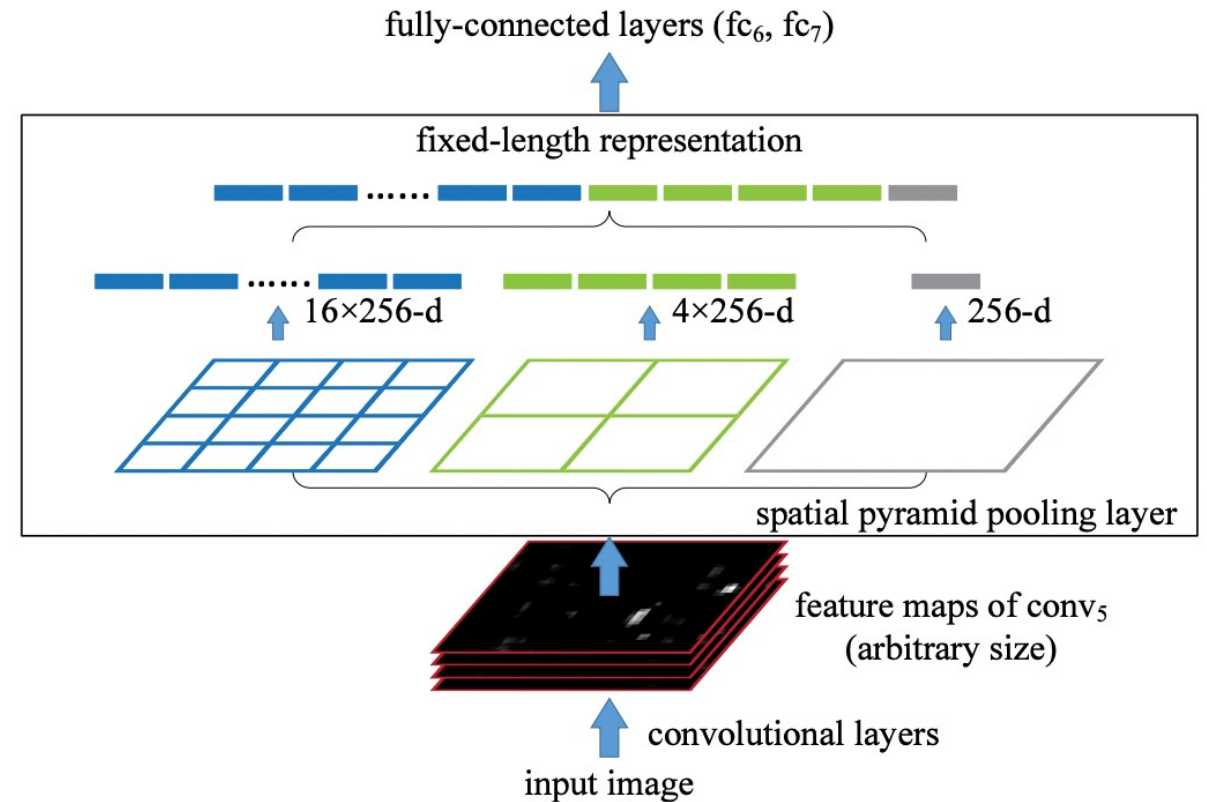 fully-connected layers (fc₆, fc₇)
fixed-length representation
......
......
16×256-d
4×256-d
256-d
spatial pyramid pooling layer
feature maps of conv₅
(arbitrary size)
convolutional layers
input image